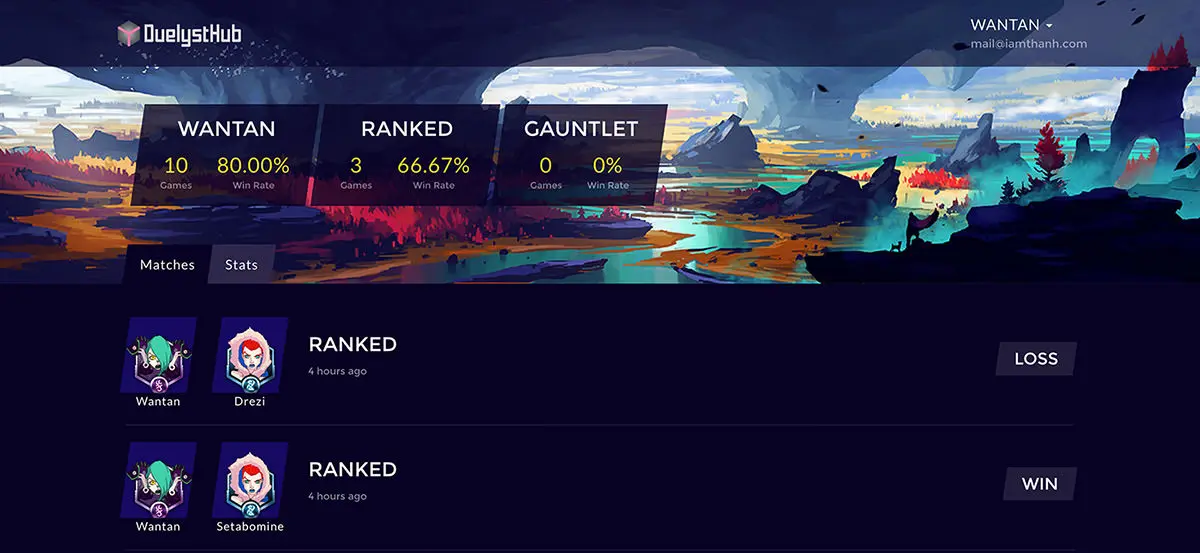 DuelystHub
WANTAN
mail@iamthanh.com
WANTAN
10 80.00%
Games Win Rate
RANKED
3 66.67%
Games Win Rate
GAUNTLET
0 0%
Games Win Rate
Matches Stats
RANKED
4 hours ago
LOSS
Wantan Drezi
RANKED
4 hours ago
WIN
Wantan Setabomine